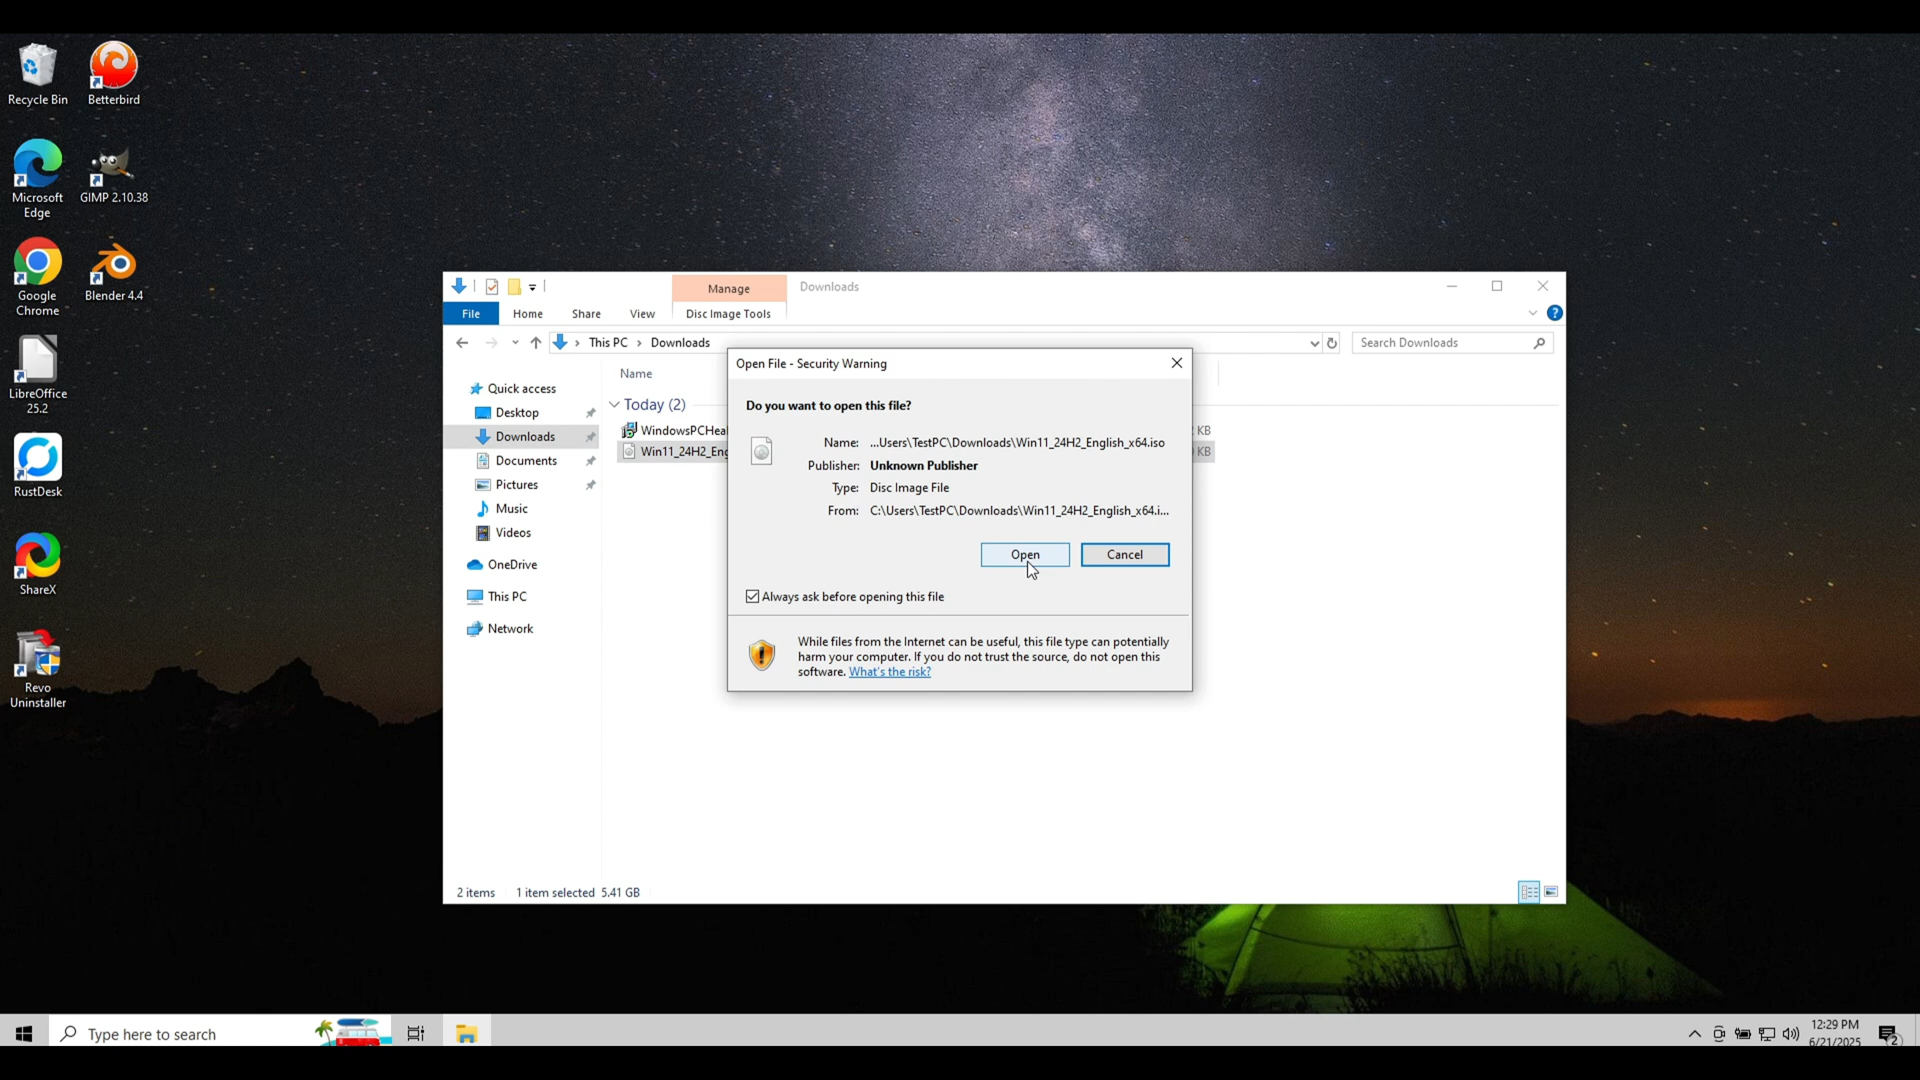 Recycle Bin
Betterbird
Microsoft
Edge
GIMP 2.10.38
Google
Chrome
Blender 4.4
LibreOffice
25.2
RustDesk
ShareX
Revo
Uninstaller
Manage
Downloads
File
Home
Share
View
Disc Image Tools
This PC
Downloads
Search Downloads
Name
Quick access
Desktop
Downloads
Documents
Pictures
Music
Videos
OneDrive
This PC
Network
Today (2)
WindowsPCHeal
KB
Win11_24H2_Eng
KB
Open File - Security Warning
Do you want to open this file?
Name: ...Users\TestPC\Downloads\Win11_24H2_English_x64.iso
Publisher: Unknown Publisher
Type: Disc Image File
From: C:\Users\TestPC\Downloads\Win11_24H2_English_x64.i...
Open
Cancel
Always ask before opening this file
While files from the Internet can be useful, this file type can potentially
harm your computer. If you do not trust the source, do not open this
software. What's the risk?
2 items
1 item selected 5.41 GB
Type here to search
12:29 PM
6/21/2025
2